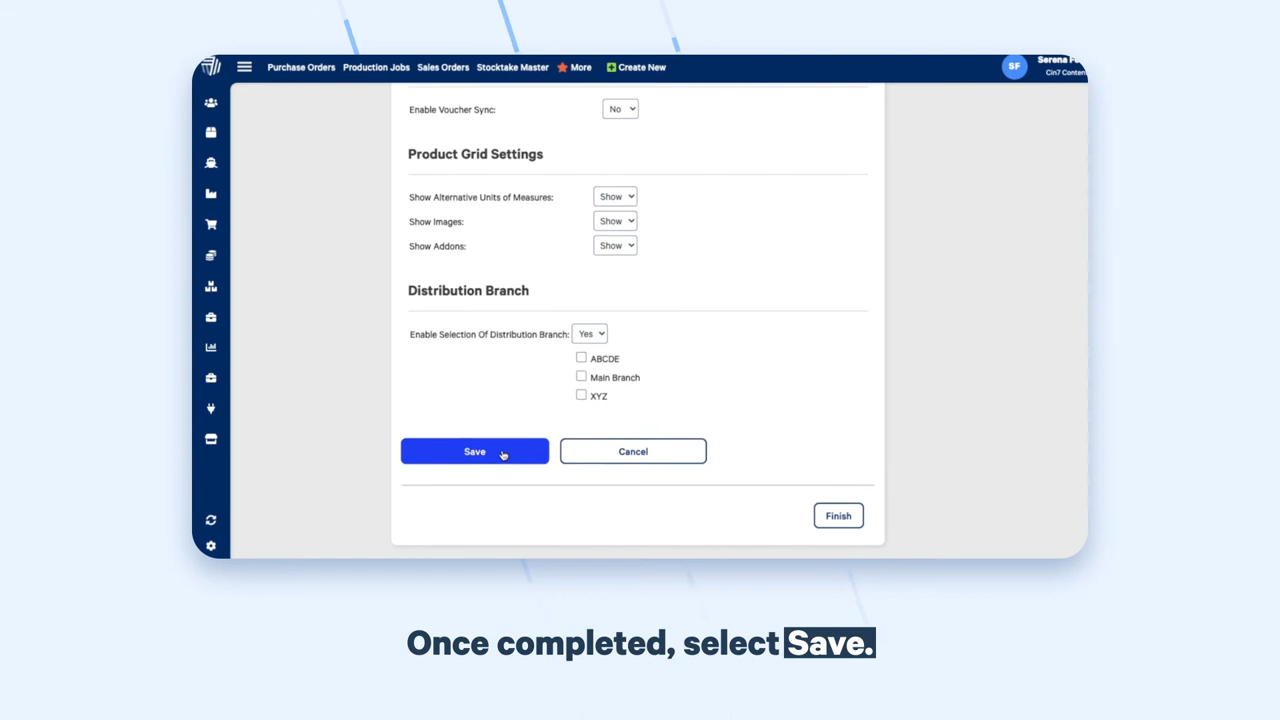 Purchase Orders Production Jobs Sales Orders Stocktake Master More Create New SF
Cin7
Enable Voucher Sync: No
Product Grid Settings
Show Alternative Units of Measures: Show
Show Images: Show
Show Addons: Show
Distribution Branch
Enable Selection Of Distribution Branch: Yes
ABCDE
Main Branch
XYZ
Save Cancel
Finish
Once completed, select Save.